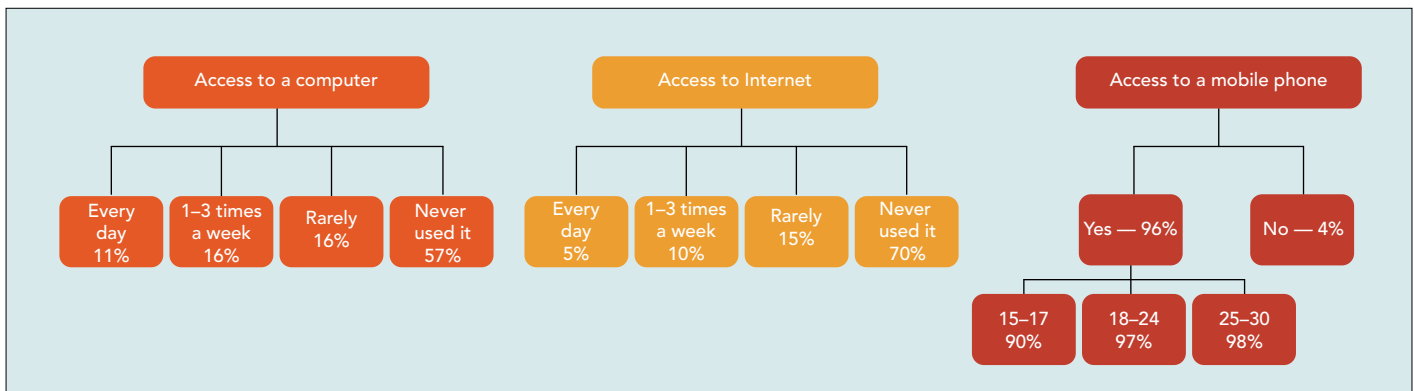 Access to a computer
Every
day
11%
1–3 times
a week
16%
Rarely
16%
Never
used it
57%
Access to Internet
Every
day
5%
1–3 times
a week
10%
Rarely
15%
Never
used it
70%
Access to a mobile phone
Yes — 96%
No — 4%
15–17
90%
18–24
97%
25–30
98%